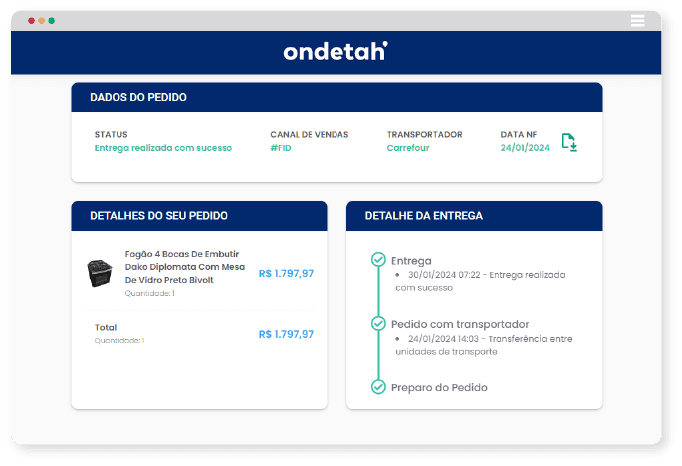 ondetah
DADOS DO PEDIDO
STATUS
Entrega realizada com sucesso
CANAL DE VENDAS
#FID
TRANSPORTADOR
Carrefour
DATA NF
24/01/2024
DETALHES DO SEU PEDIDO
Fogão 4 Bocas De Embutir
Dako Diplomata Com Mesa
De Vidro Preto Bivolt
Quantidade: 1
R$ 1.797,97
Total
Quantidade: 1
R$ 1.797,97
DETALHE DA ENTREGA
Entrega
• 30/01/2024 07:22 - Entrega realizada
com sucesso
Pedido com transportador
• 24/01/2024 14:03 - Transferência entre
unidades de transporte
Preparo do Pedido